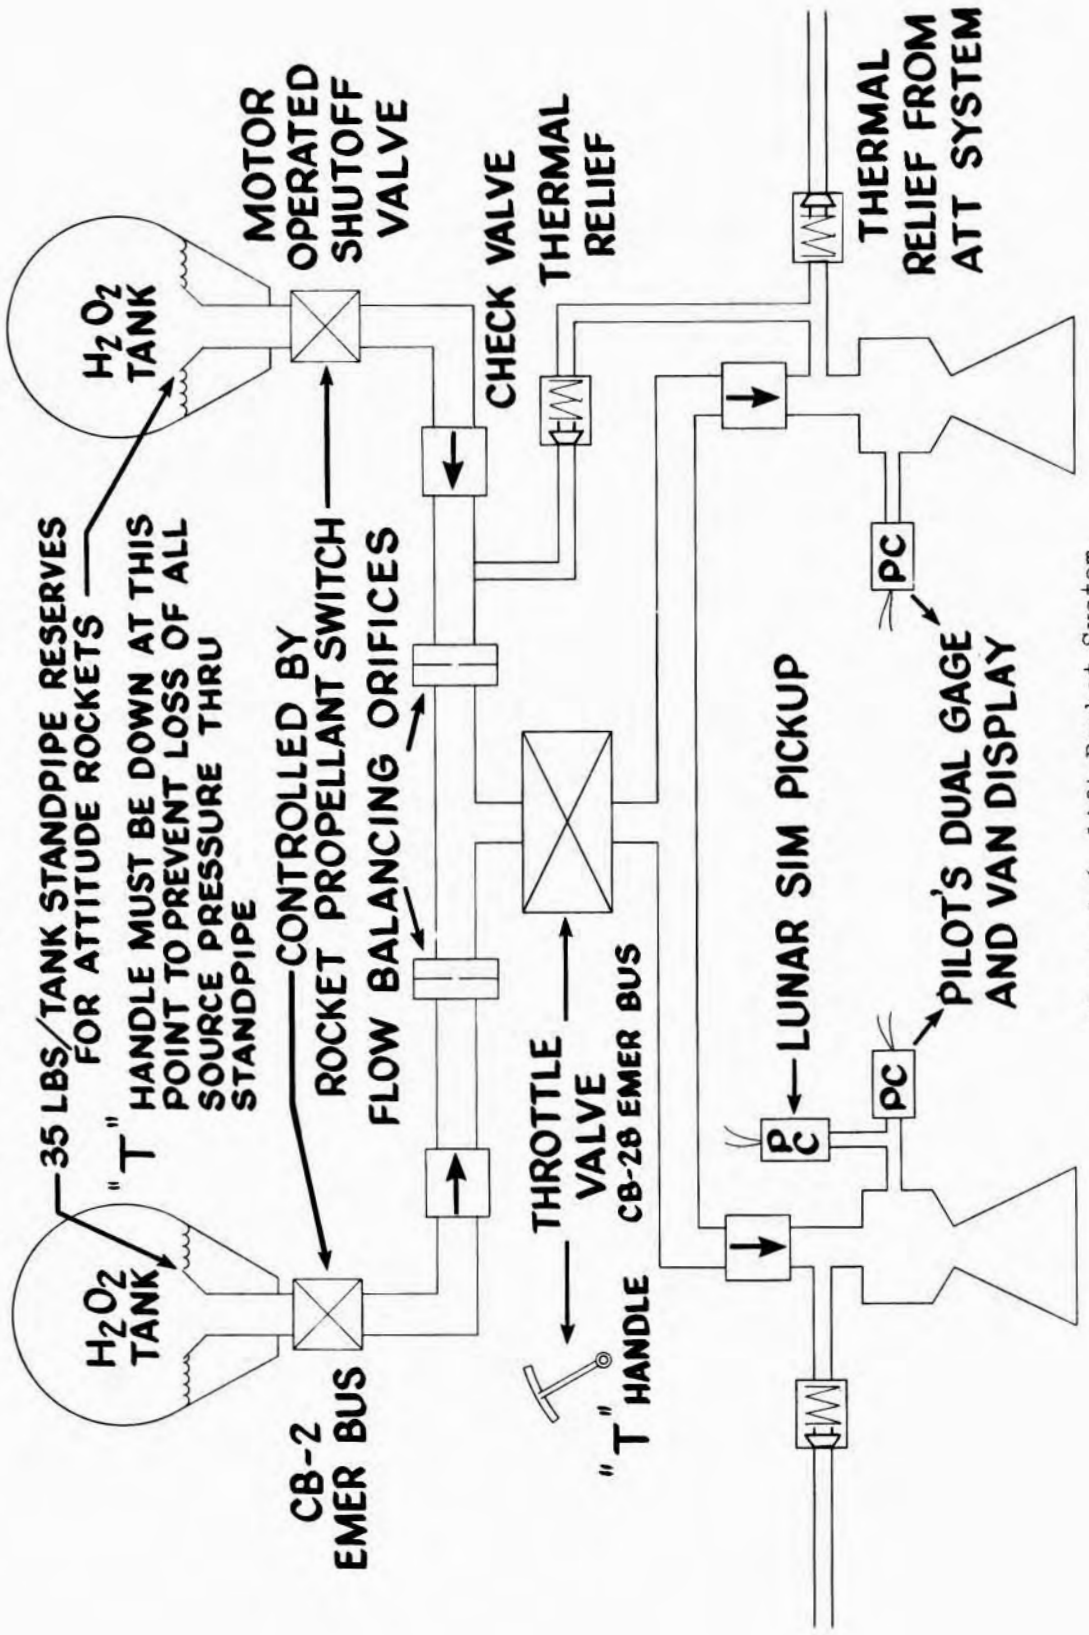 35 LBS/TANK STANDPIPE RESERVES
FOR ATTITUDE ROCKETS
"T"
HANDLE MUST BE DOWN AT THIS
POINT TO PREVENT LOSS OF ALL
SOURCE PRESSURE THRU
STANDPIPE
H2O2
TANK
H2O2
TANK
MOTOR
OPERATED
SHUTOFF
VALVE
CB-2
EMER BUS
CONTROLLED BY
ROCKET PROPELLANT SWITCH
FLOW BALANCING ORIFICES
CHECK VALVE
THERMAL
RELIEF
THROTTLE
VALVE
CB-28 EMER BUS
"T" HANDLE
LUNAR SIM PICKUP
PC
PC
PC
PILOT'S DUAL GAGE
AND VAN DISPLAY
THERMAL
RELIEF FROM
ATT SYSTEM